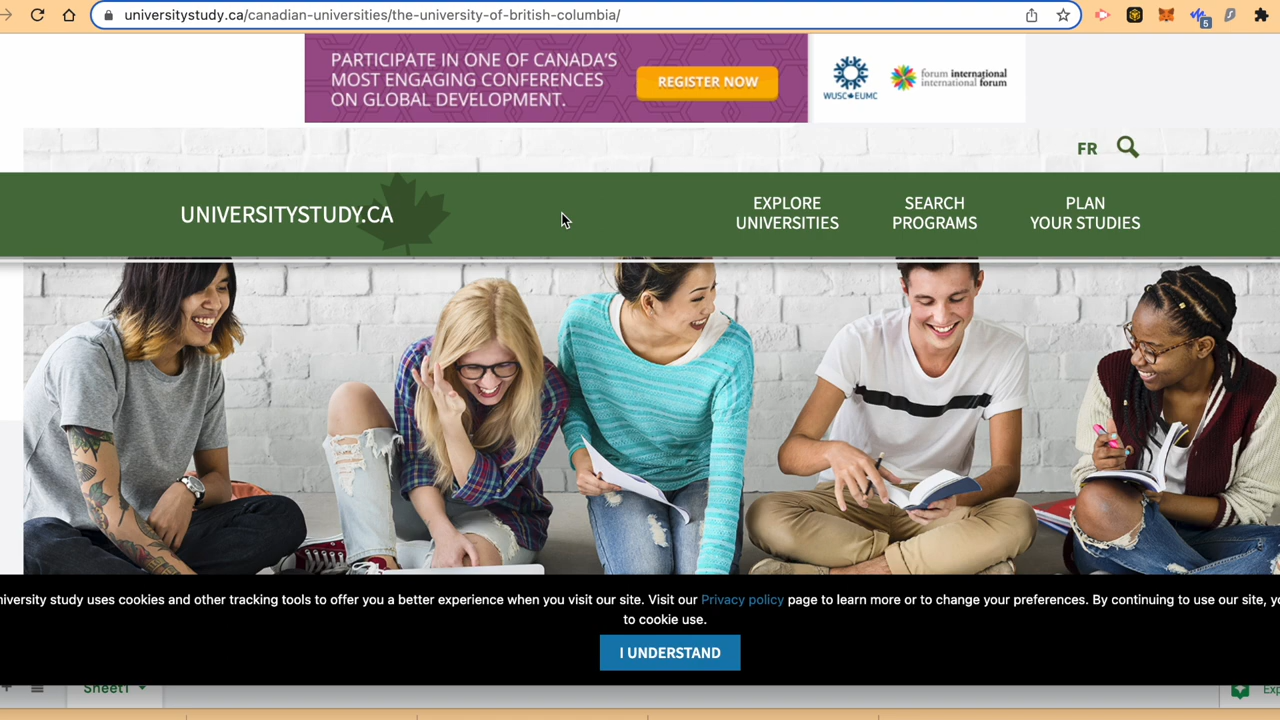 universitystudy.ca/canadian-universities/the-university-of-british-columbia/
5
PARTICIPATE IN ONE OF CANADA'S
MOST ENGAGING CONFERENCES
ON GLOBAL DEVELOPMENT.
REGISTER NOW
WUSC EUMC
forum international
international forum
FR
UNIVERSITYSTUDY.CA
EXPLORE
UNIVERSITIES
SEARCH
PROGRAMS
PLAN
YOUR STUDIES
niversity study uses cookies and other tracking tools to offer you a better experience when you visit our site. Visit our Privacy policy page to learn more or to change your preferences. By continuing to use our site, yo
to cookie use.
I UNDERSTAND
Sheet1
Exp